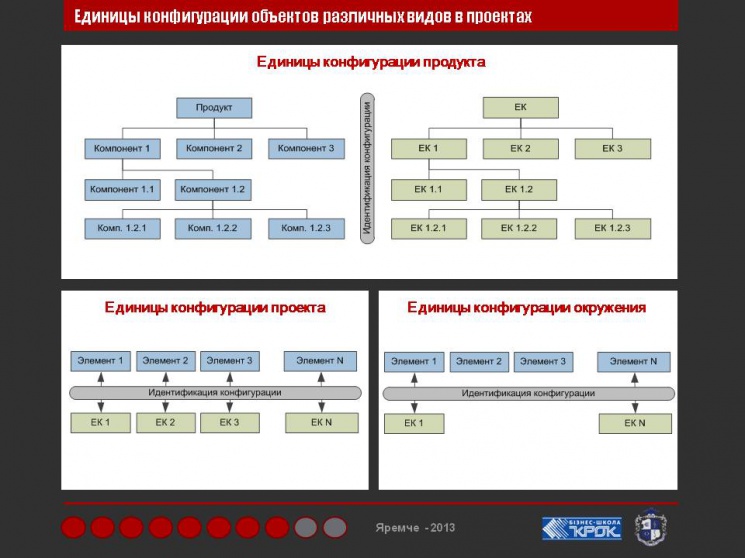 Единицы конфигурации объектов различных видов в проектах
Единицы конфигурации продукта
Продукт
Компонент 1
Компонент 2
Компонент 3
Компонент 1.1
Компонент 1.2
Комп. 1.2.1
Комп. 1.2.2
Комп. 1.2.3
Идентификация конфигурации
ЕК
ЕК 1
ЕК 2
ЕК 3
ЕК 1.1
ЕК 1.2
ЕК 1.2.1
ЕК 1.2.2
ЕК 1.2.3
Единицы конфигурации проекта
Элемент 1
Элемент 2
Элемент 3
Элемент N
Идентификация конфигурации
ЕК 1
ЕК 2
ЕК 3
ЕК N
Единицы конфигурации окружения
Элемент 1
Элемент 2
Элемент 3
Элемент N
Идентификация конфигурации
ЕК 1
ЕК N
Яремче - 2013
БІЗНЕС-ШКОЛА
КРОК